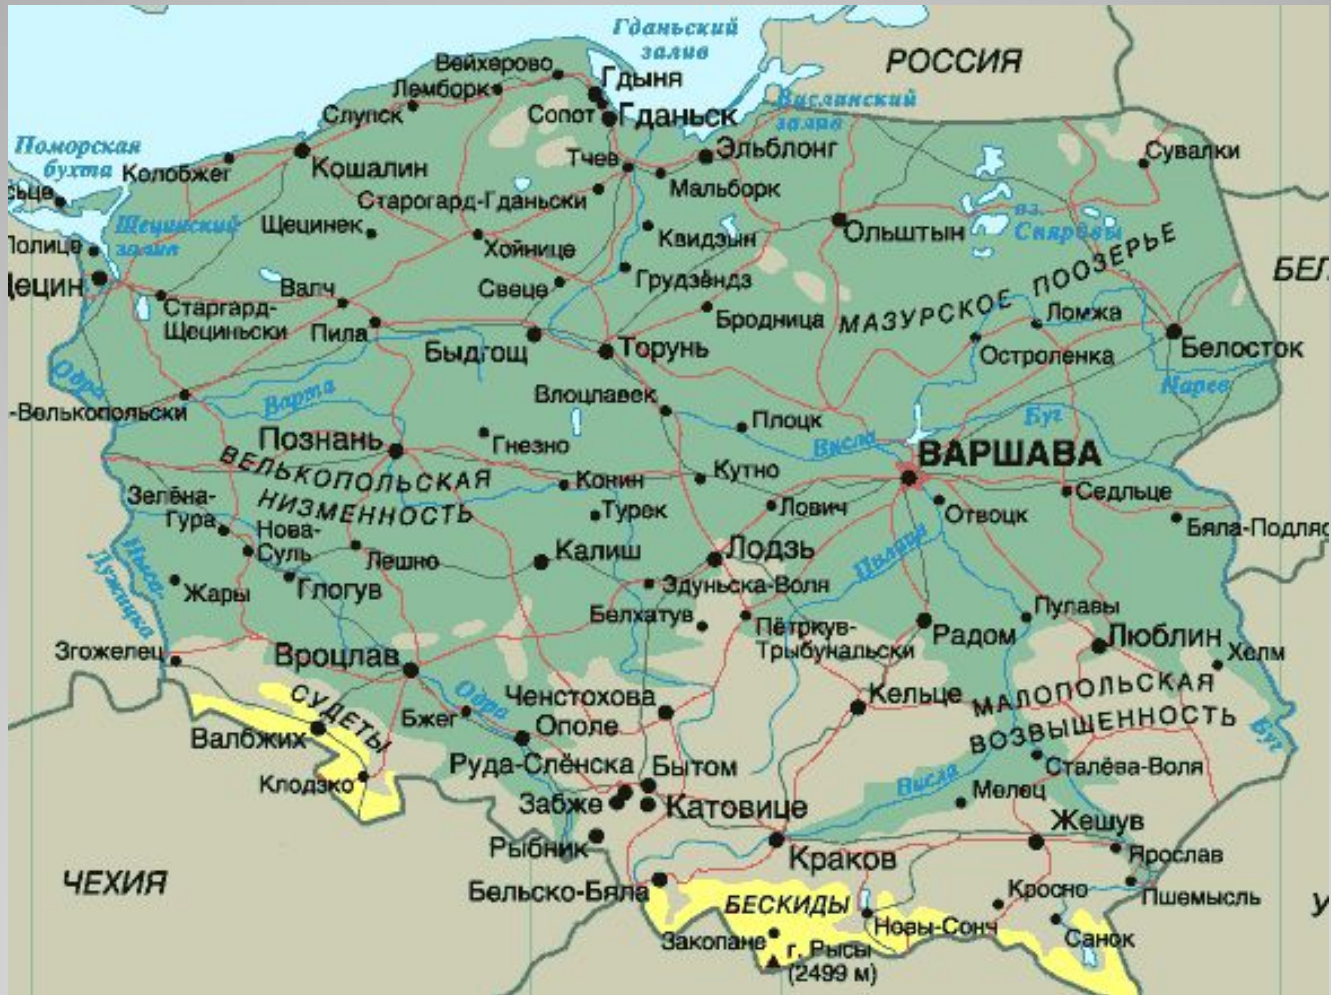 Гданьский
залив
РОССИЯ
Вейхерово
Гдыня
Лемборк
Слупск
Сопот
Гданьск
Вислинский
залив
Поморская
бухта
Колобжег
Кошалин
Тчев
Эльблонг
Сувалки
Мальборк
Старогард-Гданьски
Щецинский
залив
Щецинек
Хойнице
Квидзын
Ольштын
оз.
Снярдвы
Полице
децин
Старгард-
Щециньски
Валч
Свеце
Грудзёндз
Бродница
МАЗУРСКОЕ ПООЗЕРЬЕ
БЕЛ
Ломжа
Пила
Быдгощ
Торунь
Остроленка
Белосток
Одра
Варта
Нарев
-Велькопольски
Влоцлавек
Плоцк
Висла
Буг
Познань
Гнезно
ВАРШАВА
ВЕЛЬКОПОЛЬСКАЯ
НИЗМЕННОСТЬ
Конин
Кутно
Седльце
Зелёна-
Гура
Нова-
Суль
Турек
Лович
Отвоцк
Бяла-Подляс
Лешно
Калиш
Лодзь
Пилица
Ныса-
Лужицка
Жары
Глогув
Здуньска-Воля
Белхатув
Пётркув-
Трыбунальски
Пулавы
Радом
Люблин
Хелм
Згожелец
Вроцлав
СУДЕТЫ
Одра
Бжег
Ченстохова
Ополе
Кельце
МАЛОПОЛЬСКАЯ
ВОЗВЫШЕННОСТЬ
Буг
Валбжих
Клодзко
Руда-Слёнска
Бытом
Забже
Катовице
Висла
Сталёва-Воля
Мелец
Рыбник
Краков
Жешув
Ярослав
ЧЕХИЯ
Бельско-Бяла
БЕСКИДЫ
Кросно
Пшемысль
Закопане
Новы-Сонч
Санок
г. Рысы
(2499 м)